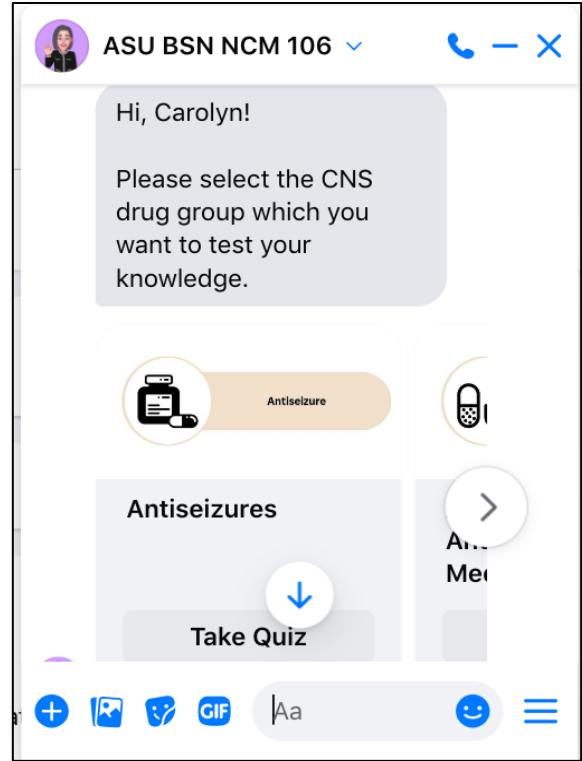 ASU BSN NCM 106
Hi, Carolyn!
Please select the CNS
drug group which you
want to test your
knowledge.
Antiseizure
Antiseizures
Take Quiz
GIF
Aa